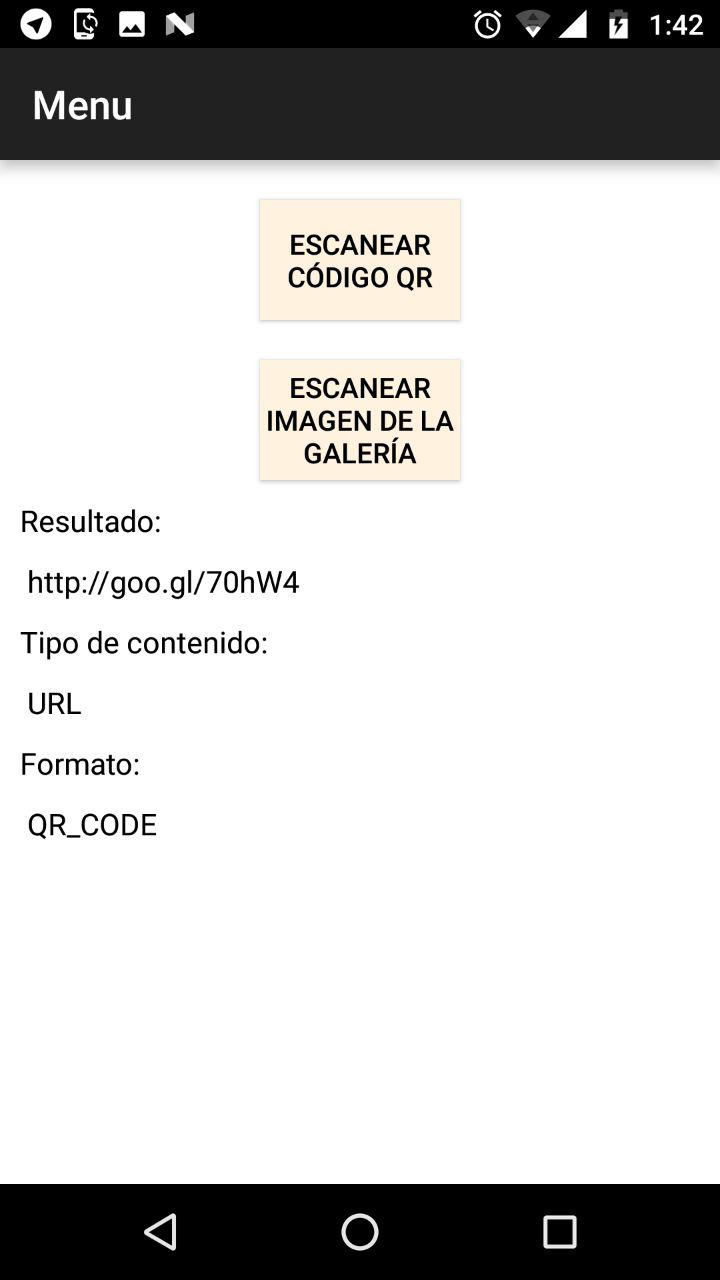 1:42
Menu
ESCANEAR
CÓDIGO QR
ESCANEAR
IMAGEN DE LA
GALERÍA
Resultado:
http://goo.gl/70hW4
Tipo de contenido:
URL
Formato:
QR_CODE